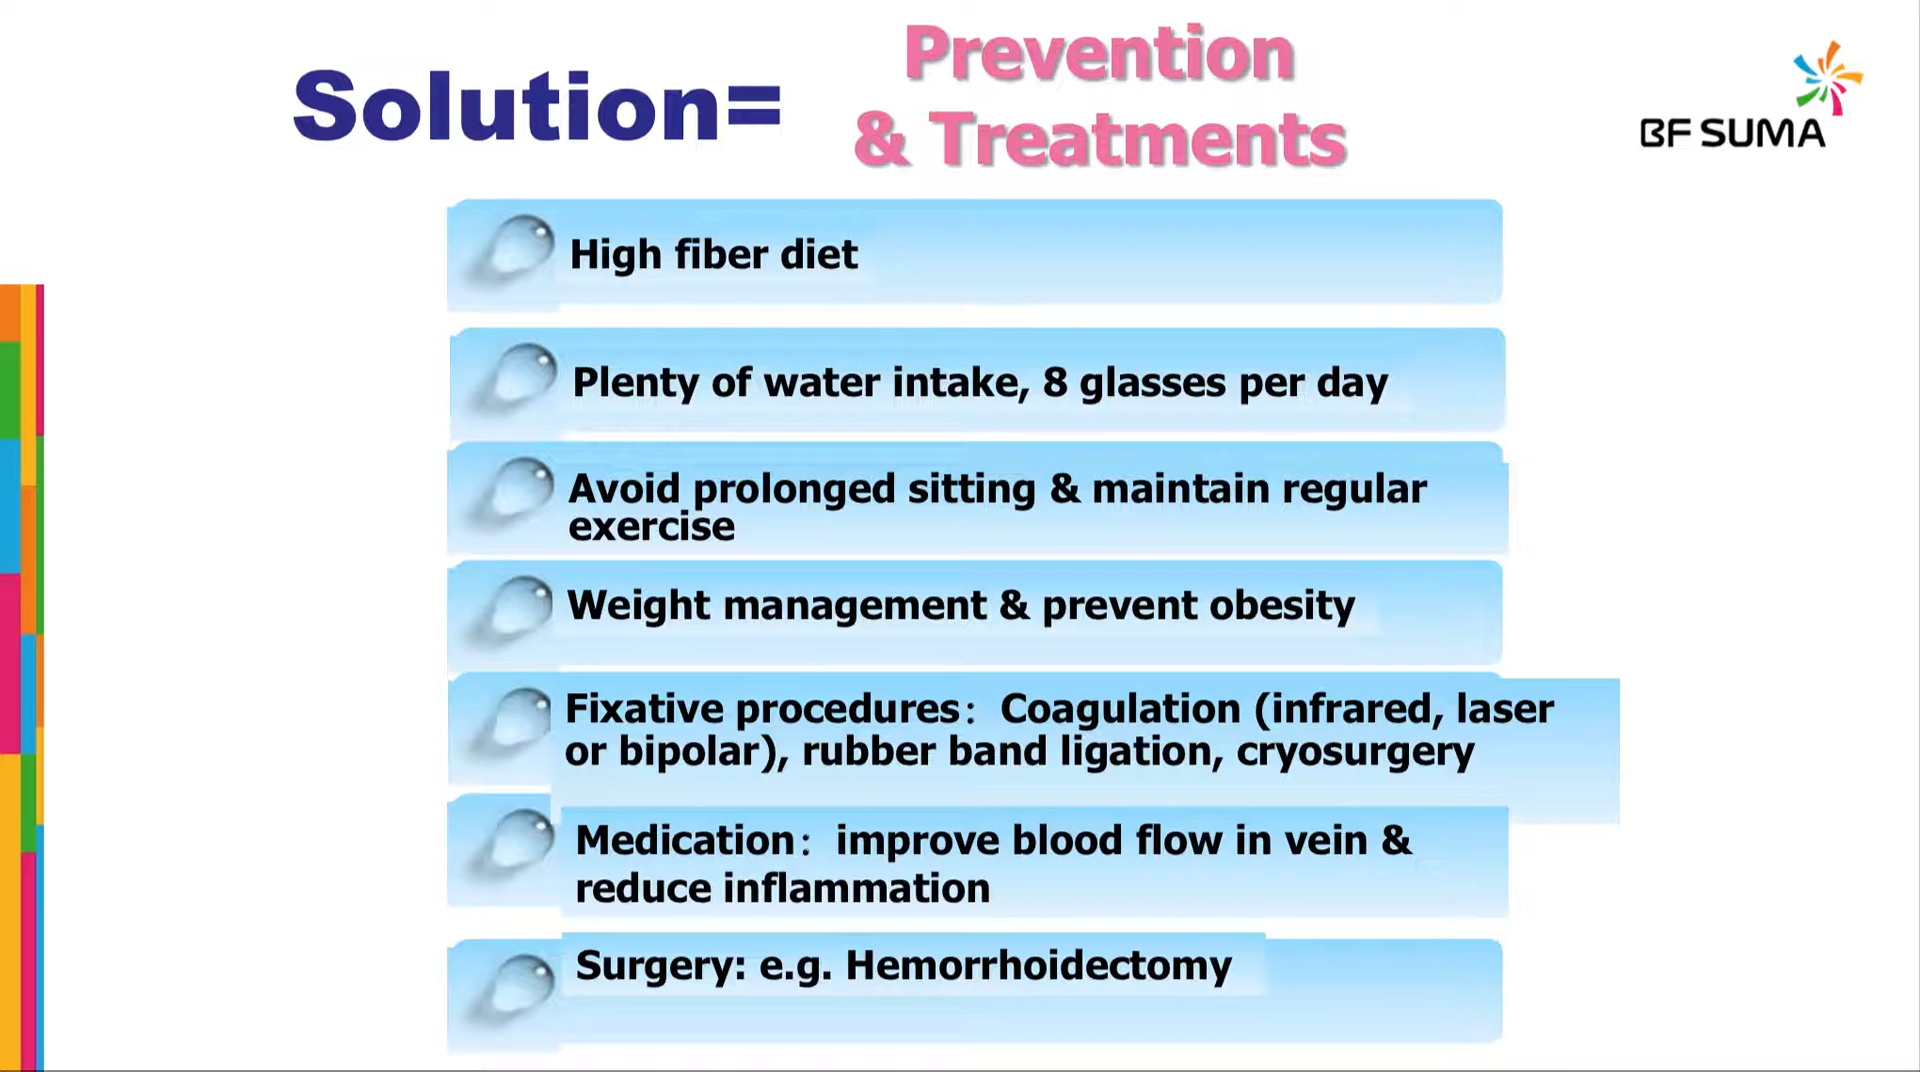 Solution=
Prevention
& Treatments
BF SUMA
High fiber diet
Plenty of water intake, 8 glasses per day
Avoid prolonged sitting & maintain regular
exercise
Weight management & prevent obesity
Fixative procedures： Coagulation (infrared, laser
or bipolar), rubber band ligation, cryosurgery
Medication： improve blood flow in vein &
reduce inflammation
Surgery: e.g. Hemorrhoidectomy